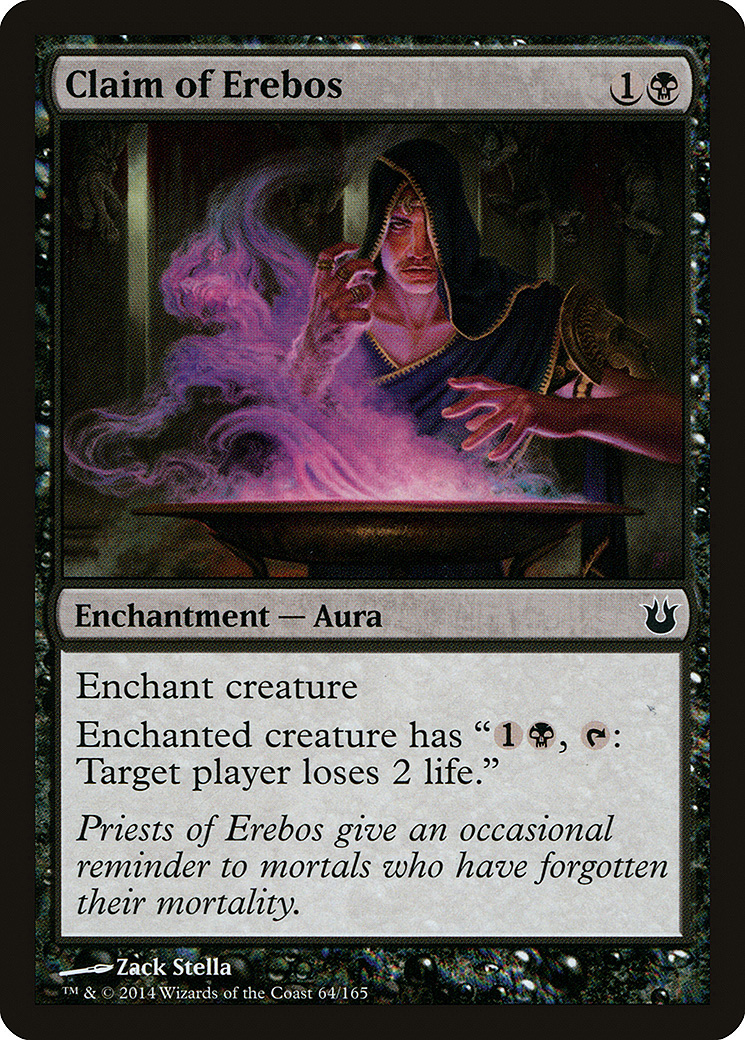 Claim of Erebos 1
Enchantment — Aura
Enchant creature
Enchanted creature has “1 , :
Target player loses 2 life.”
Priests of Erebos give an occasional
reminder to mortals who have forgotten
their mortality.
Zack Stella
™ & © 2014 Wizards of the Coast 64/165